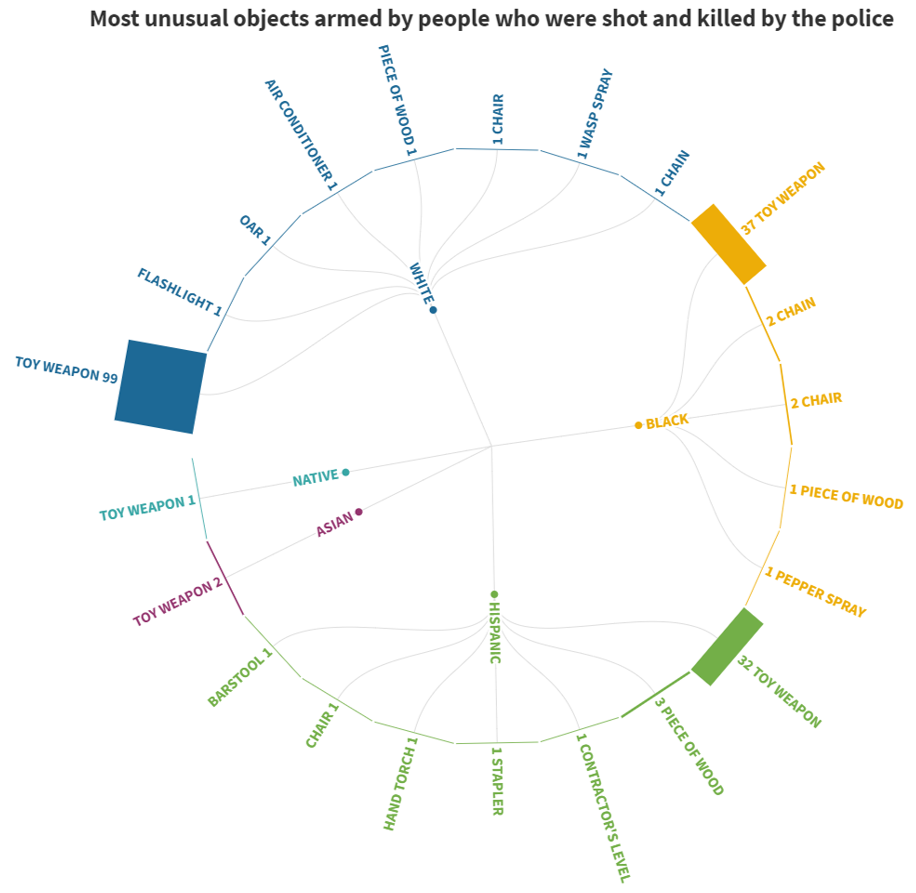 Most unusual objects armed by people who were shot and killed by the police
PIECE OF WOOD 1
AIR CONDITIONER 1
1 CHAIR
1 WASP SPRAY
1 CHAIN
OAR 1
FLASHLIGHT 1
TOY WEAPON 99
WHITE
37 TOY WEAPON
2 CHAIN
2 CHAIR
BLACK
1 PIECE OF WOOD
1 PEPPER SPRAY
NATIVE
TOY WEAPON 1
ASIAN
TOY WEAPON 2
HISPANIC
BARSTOOL 1
CHAIR 1
HAND TORCH 1
1 STAPLER
1 CONTRACTOR'S LEVEL
3 PIECE OF WOOD
32 TOY WEAPON